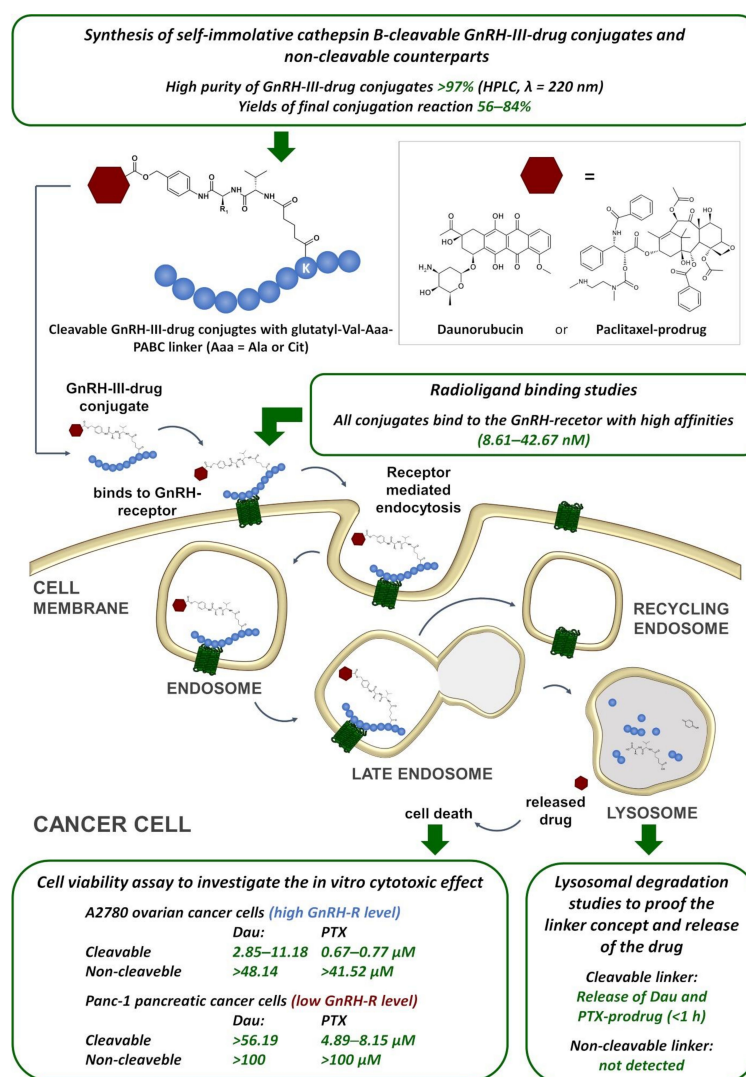 Synthesis of self-immolative cathepsin B-cleavable GnRH-III-drug conjugates and
non-cleavable counterparts
High purity of GnRH-III-drug conjugates >97% (HPLC, λ = 220 nm)
Yields of final conjugation reaction 56–84%
K
Cleavable GnRH-III-drug conjugtes with glutatyl-Val-Aaa-
PABC linker (Aaa = Ala or Cit)
=
Daunorubucin or Paclitaxel-prodrug
GnRH-III-drug
conjugate
Radioligand binding studies
All conjugates bind to the GnRH-recetor with high affinities
(8.61–42.67 nM)
binds to GnRH-
receptor
Receptor
mediated
endocytosis
CELL
MEMBRANE
RECYCLING
ENDOSOME
ENDOSOME
LATE ENDOSOME
LYSOSOME
released
drug
cell death
CANCER CELL
Cell viability assay to investigate the in vitro cytotoxic effect
A2780 ovarian cancer cells (high GnRH-R level)
Dau: PTX
Cleavable 2.85–11.18 0.67–0.77 µM
Non-cleaveble >48.14 >41.52 µM
Panc-1 pancreatic cancer cells (low GnRH-R level)
Dau: PTX
Cleavable >56.19 4.89–8.15 µM
Non-cleaveble >100 >100 µM
Lysosomal degradation
studies to proof the
linker concept and release
of the drug
Cleavable linker:
Release of Dau and
PTX-prodrug (<1 h)
Non-cleavable linker:
not detected